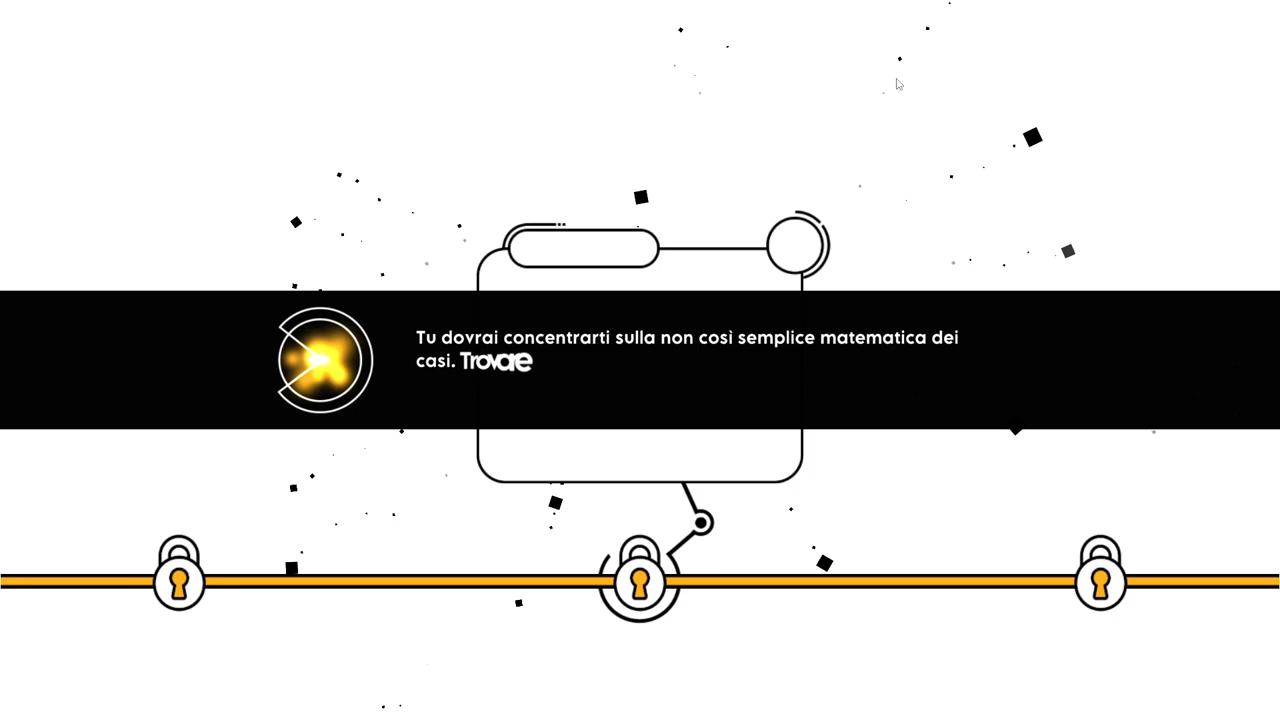 Tu dovrai concentrarti sulla non così semplice matematica dei
casi. Trovare